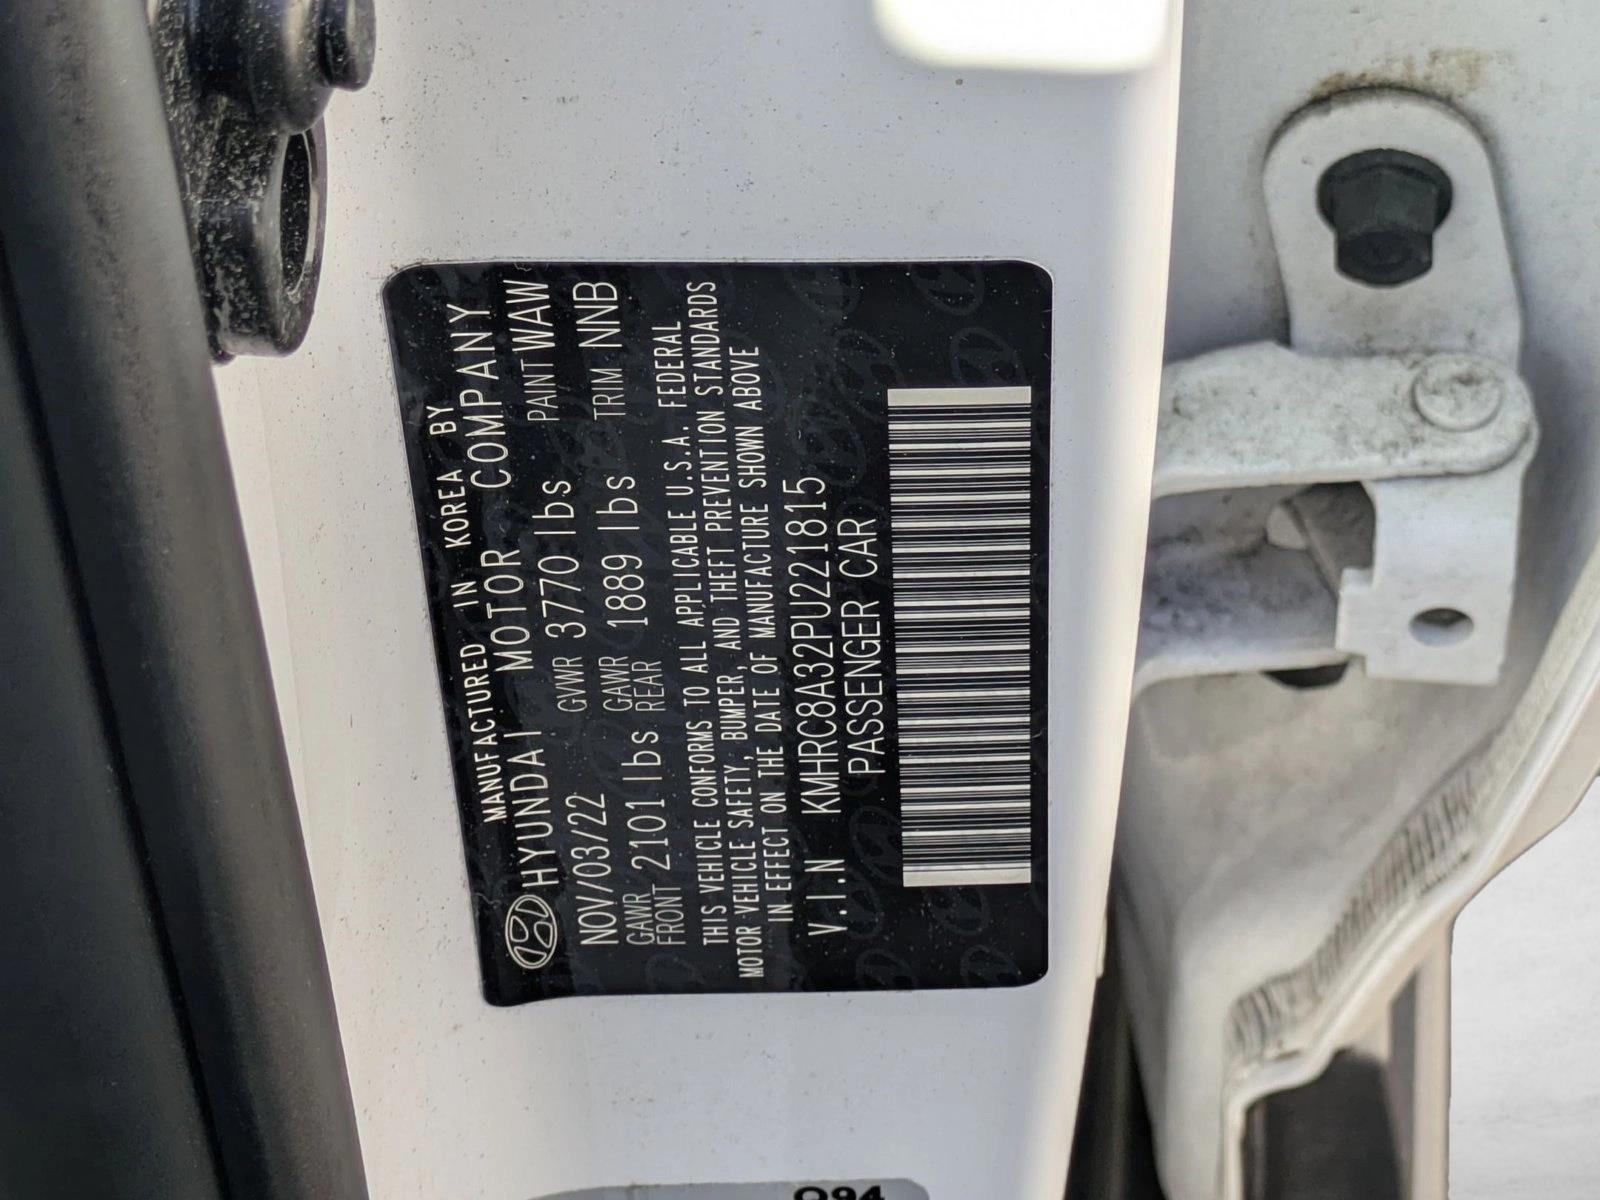 MANUFACTURED IN KOREA BY
HYUNDAI MOTOR COMPANY
NOV/03/22 GVWR 3770 lbs PAINT WAW
GAWR FRONT 2101 lbs GAWR REAR 1889 lbs TRIM NNB
THIS VEHICLE CONFORMS TO ALL APPLICABLE U.S.A. FEDERAL
MOTOR VEHICLE SAFETY, BUMPER, AND THEFT PREVENTION STANDARDS
IN EFFECT ON THE DATE OF MANUFACTURE SHOWN ABOVE
V.I.N KMHRC8A32PU221815
PASSENGER CAR